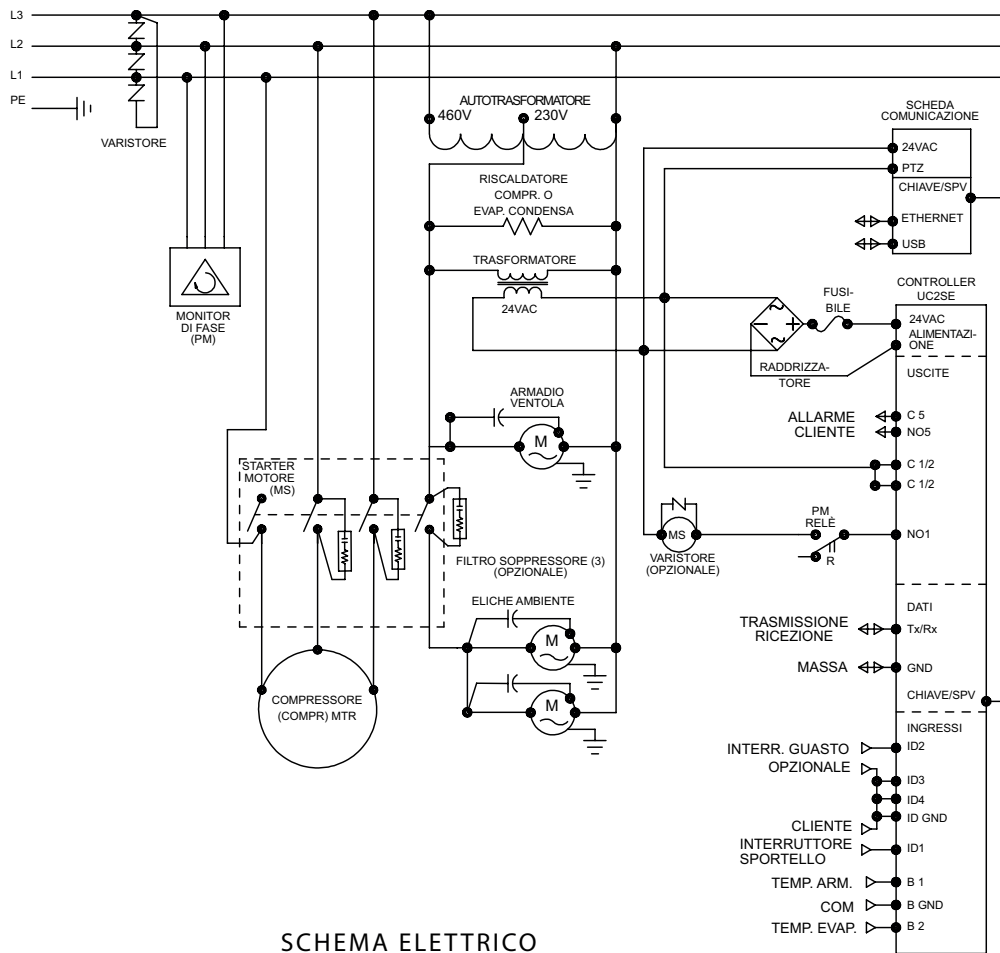 L3
L2
L1
PE
VARISTORE
MONITOR
DI FASE
(PM)
AUTOTRASFORMATORE
460V
230V
RISCALDATORE
COMPR. O
EVAP. CONDENSA
TRASFORMATORE
24VAC
SCHEDA
COMUNICAZIONE
24VAC
PTZ
CHIAVE/SPV
ETHERNET
USB
CONTROLLER
UC2SE
FUSI-
BILE
24VAC
ALIMENTAZI-
ONE
RADDRIZZA-
TORE
USCITE
ARMADIO
VENTOLA
M
ALLARME
CLIENTE
C 5
NO5
C 1/2
C 1/2
STARTER
MOTORE
(MS)
PM
RELÈ
R
NO1
MS
VARISTORE
(OPZIONALE)
FILTRO SOPPRESSORE (3)
(OPZIONALE)
ELICHE AMBIENTE
M
M
DATI
TRASMISSIONE
RICEZIONE
Tx/Rx
MASSA
GND
COMPRESSORE
(COMPR) MTR
CHIAVE/SPV
INGRESSI
INTERR. GUASTO
ID2
OPZIONALE
ID3
ID4
ID GND
CLIENTE
INTERRUTTORE
SPORTELLO
ID1
TEMP. ARM.
B 1
COM
B GND
TEMP. EVAP.
B 2
SCHEMA ELETTRICO